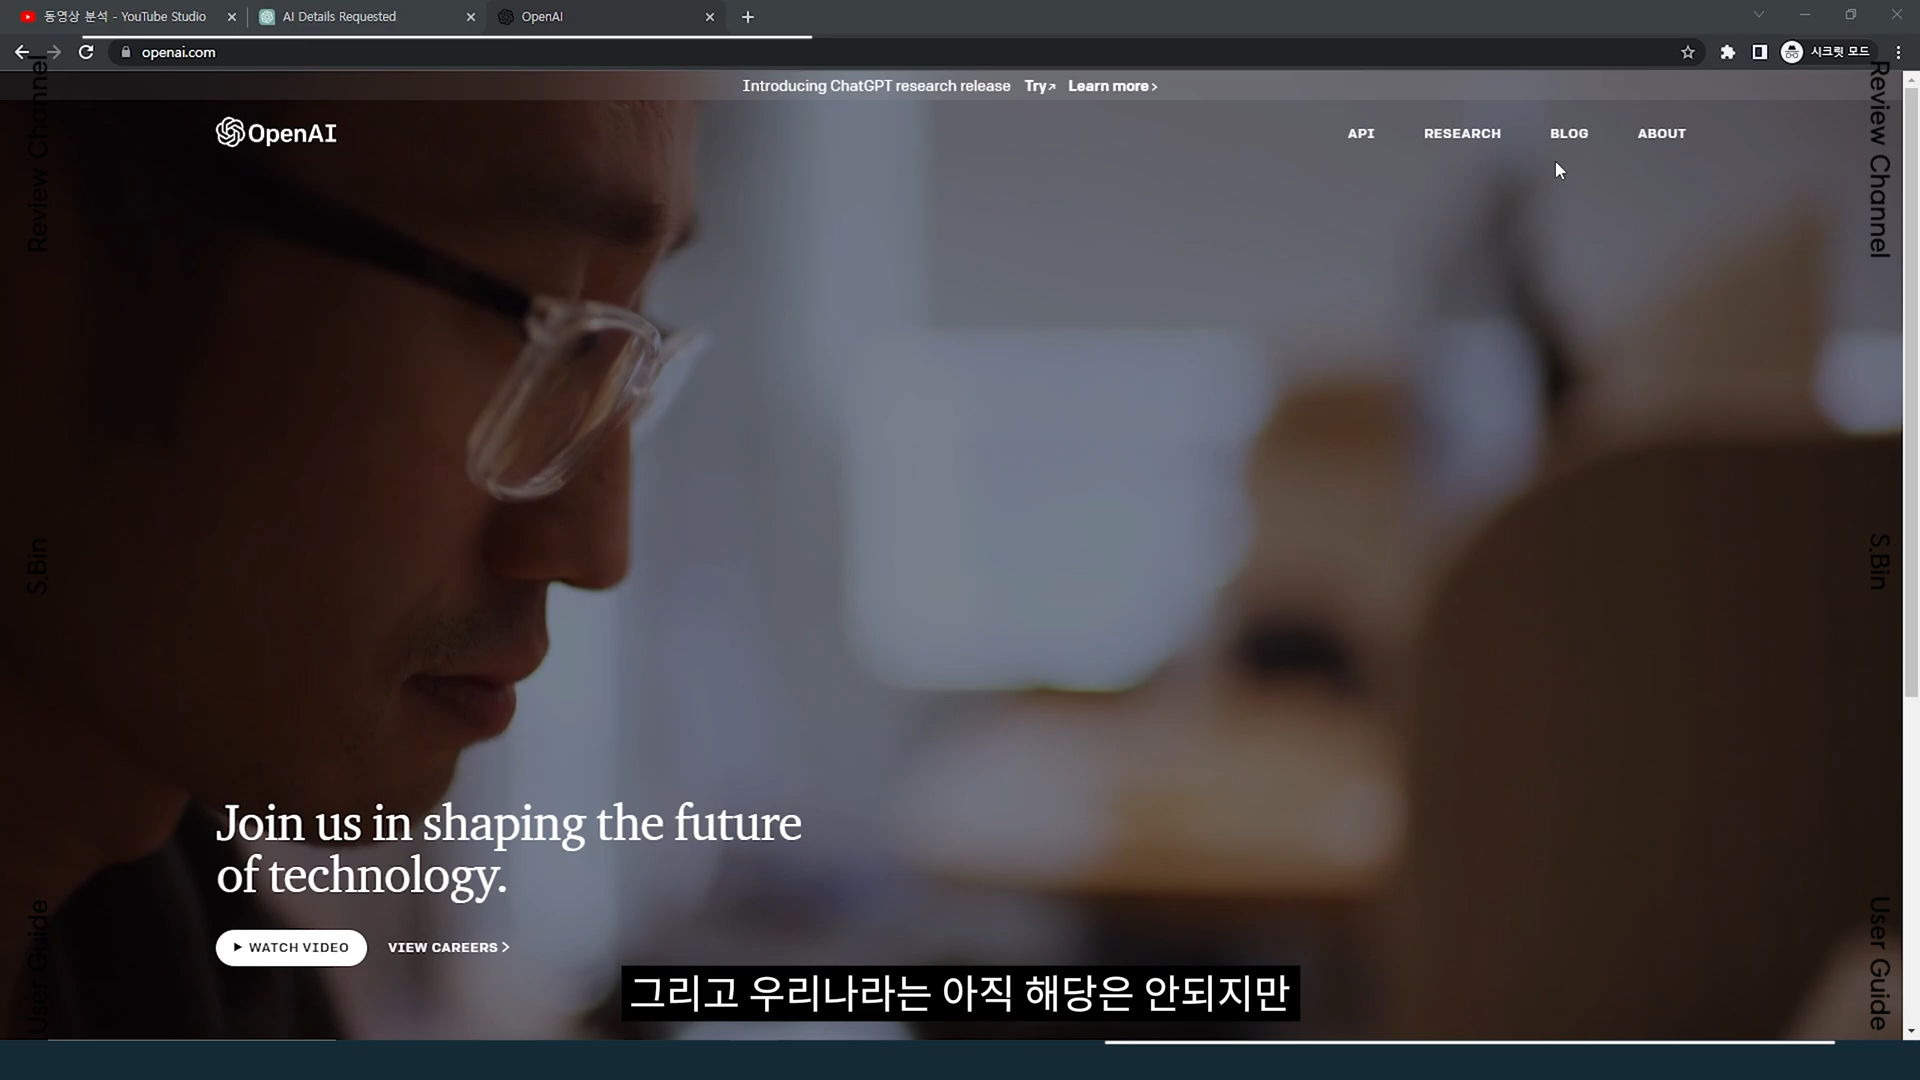 동영상 분석 - YouTube Studio
AI Details Requested
OpenAI
openai.com
시크릿 모드
Introducing ChatGPT research release Try↗ Learn more >
OpenAI
API RESEARCH BLOG ABOUT
Review Channel
Review Channel
S.Bin
S.Bin
Join us in shaping the future
of technology.
WATCH VIDEO
VIEW CAREERS >
User Guide
User Guide
그리고 우리나라는 아직 해당은 안되지만